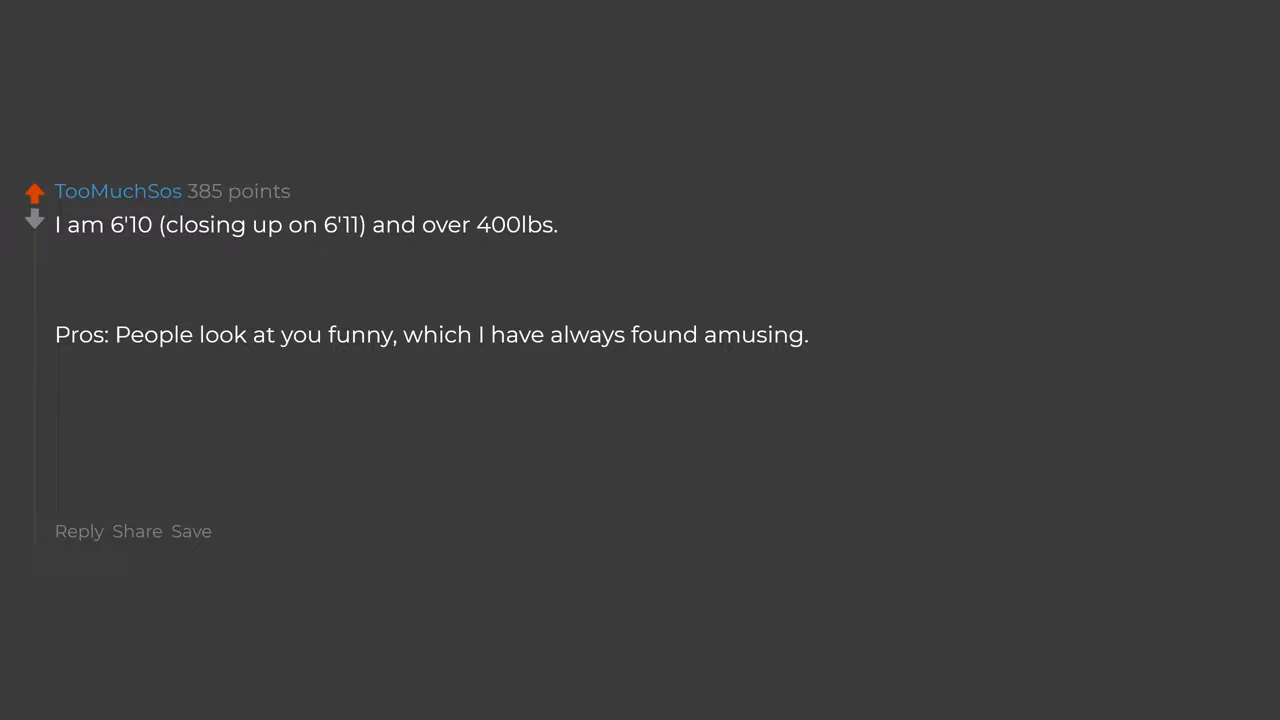 TooMuchSos 385 points
I am 6'10 (closing up on 6'11) and over 400lbs.
Pros: People look at you funny, which I have always found amusing.
Reply Share Save